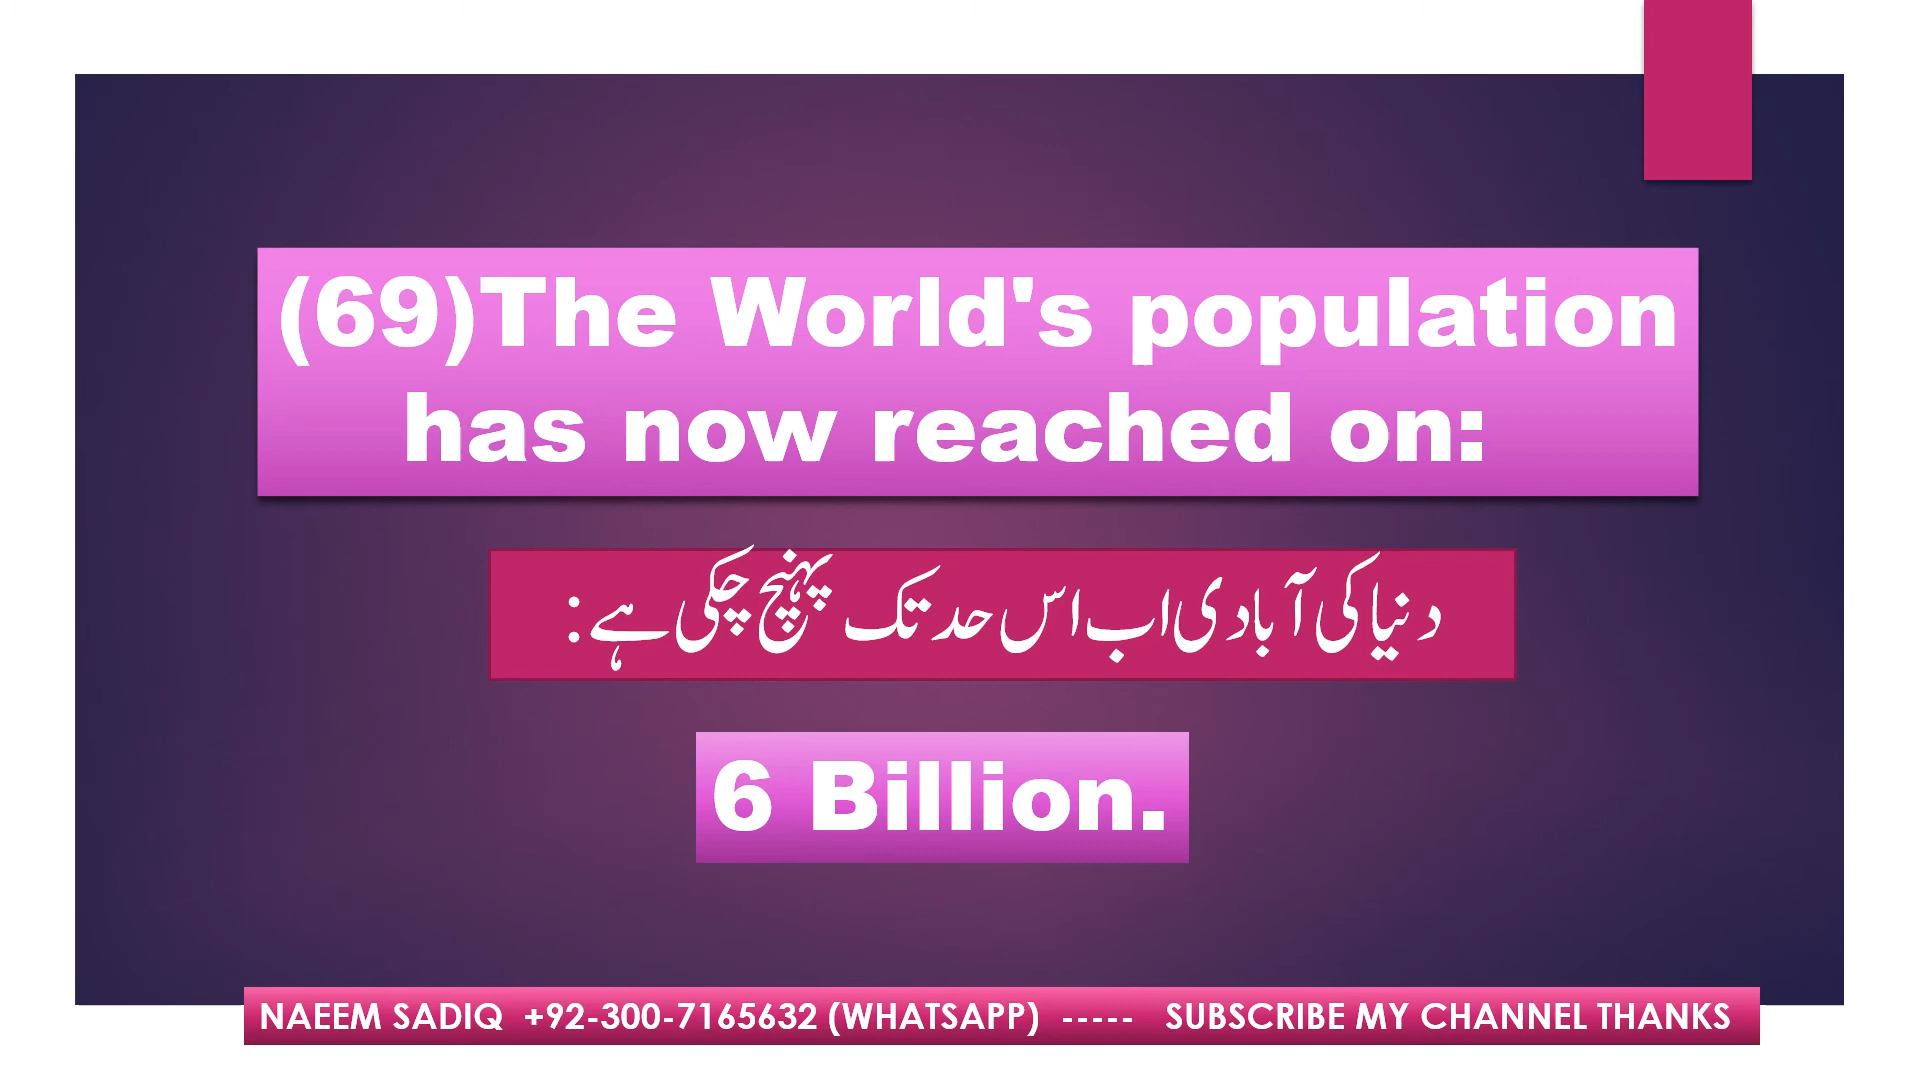 (69)The World's population
has now reached on:
دنیا کی آبادی اب اس حد تک پہنچ چکی ہے :
6 Billion.
NAEEM SADIQ +92-300-7165632 (WHATSAPP) ----- SUBSCRIBE MY CHANNEL THANKS